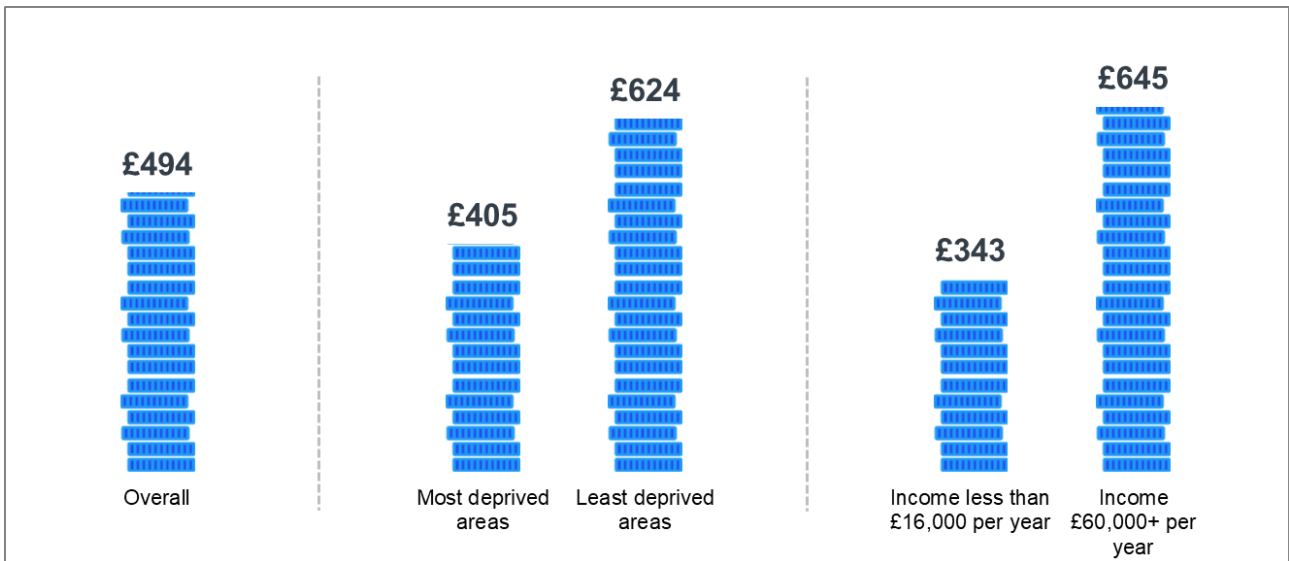 £494
Overall
£405
Most deprived
areas
£624
Least deprived
areas
£343
Income less than
£16,000 per year
£645
Income
£60,000+ per
year